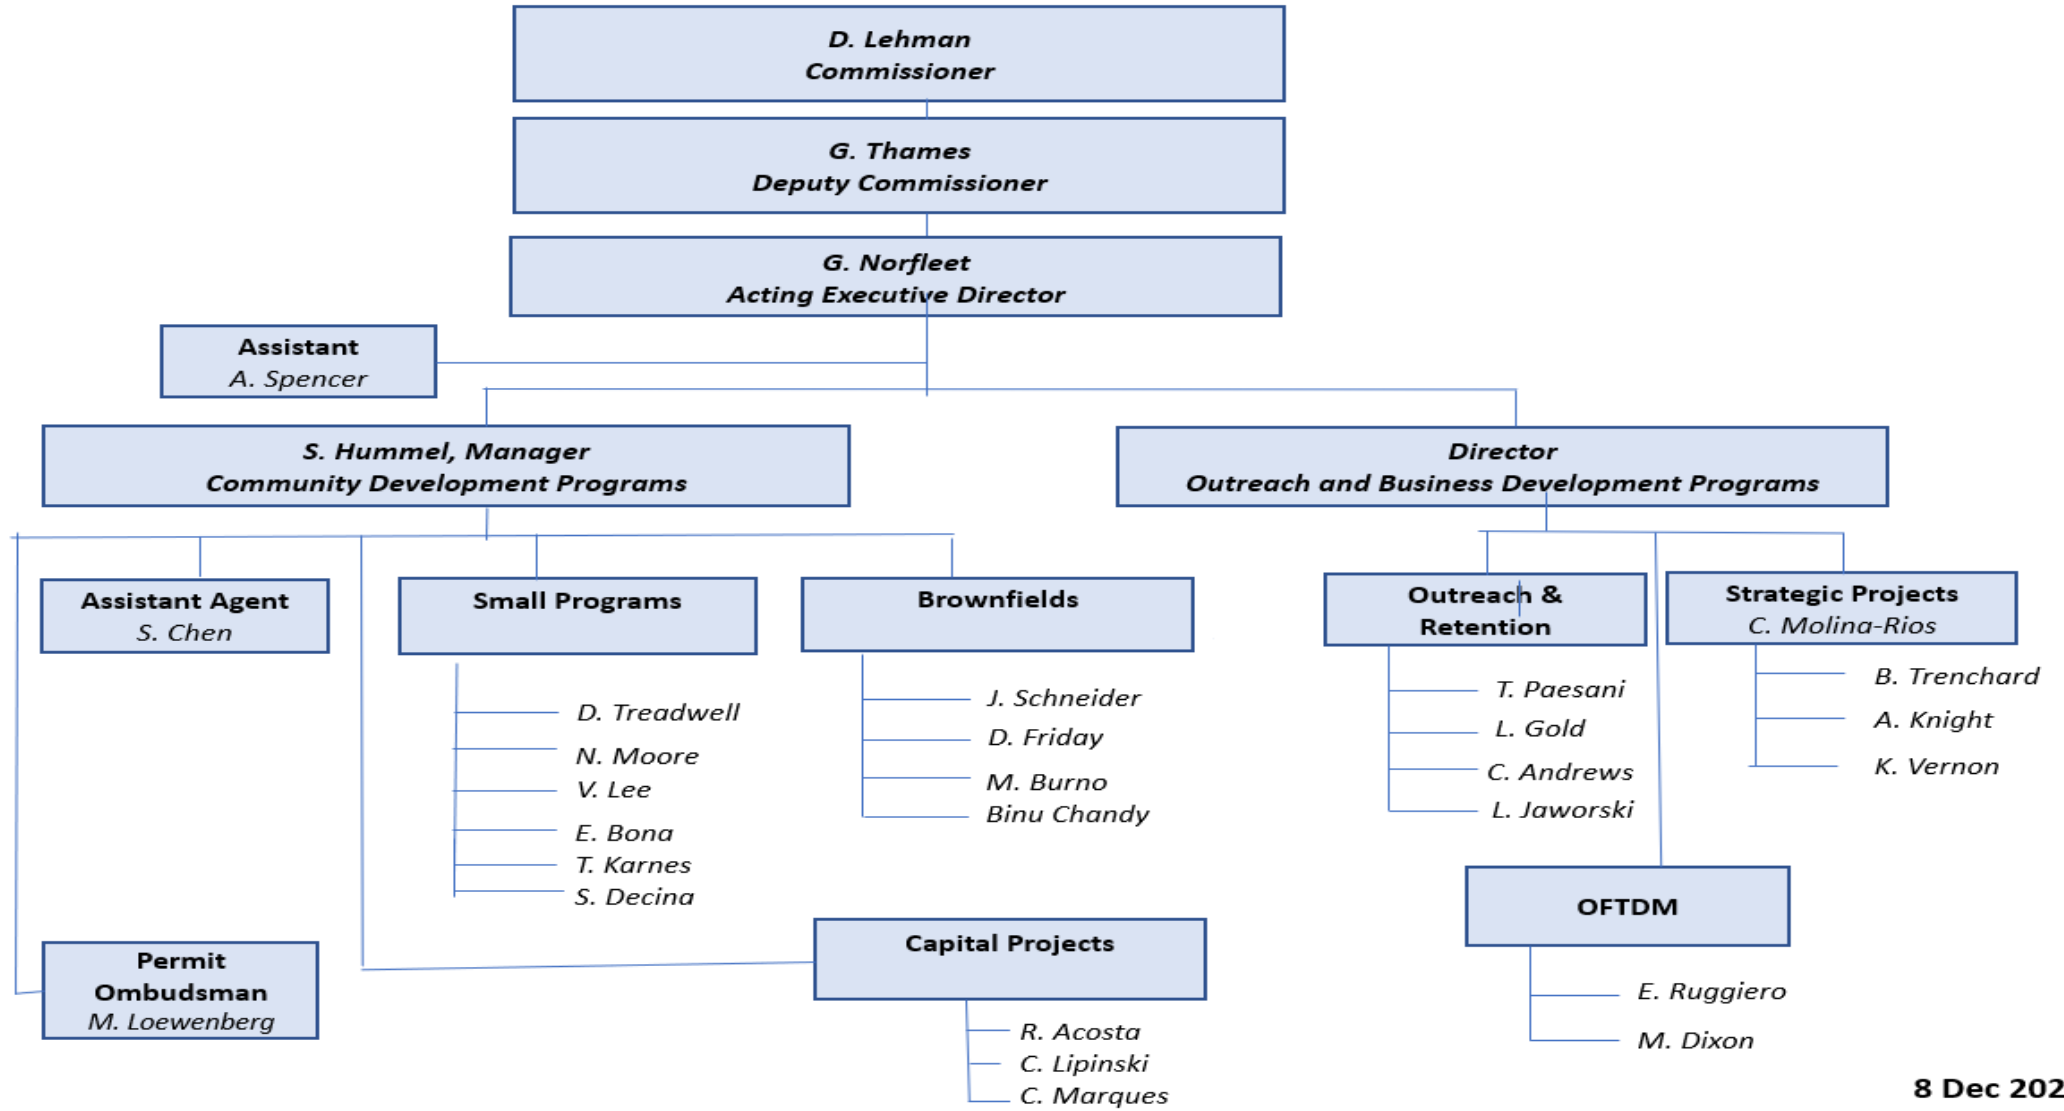 D. Lehman
Commissioner
G. Thames
Deputy Commissioner
G. Norfleet
Acting Executive Director
Assistant
A. Spencer
S. Hummel, Manager
Community Development Programs
Director
Outreach and Business Development Programs
Assistant Agent
S. Chen
Small Programs
D. Treadwell
N. Moore
V. Lee
E. Bona
T. Karnes
S. Decina
Brownfields
J. Schneider
D. Friday
M. Burno
Binu Chandy
Outreach &
Retention
T. Paesani
L. Gold
C. Andrews
L. Jaworski
Strategic Projects
C. Molina-Rios
B. Trenchard
A. Knight
K. Vernon
Permit
Ombudsman
M. Loewenberg
Capital Projects
R. Acosta
C. Lipinski
C. Marques
OFTDM
E. Ruggiero
M. Dixon
8 Dec 202